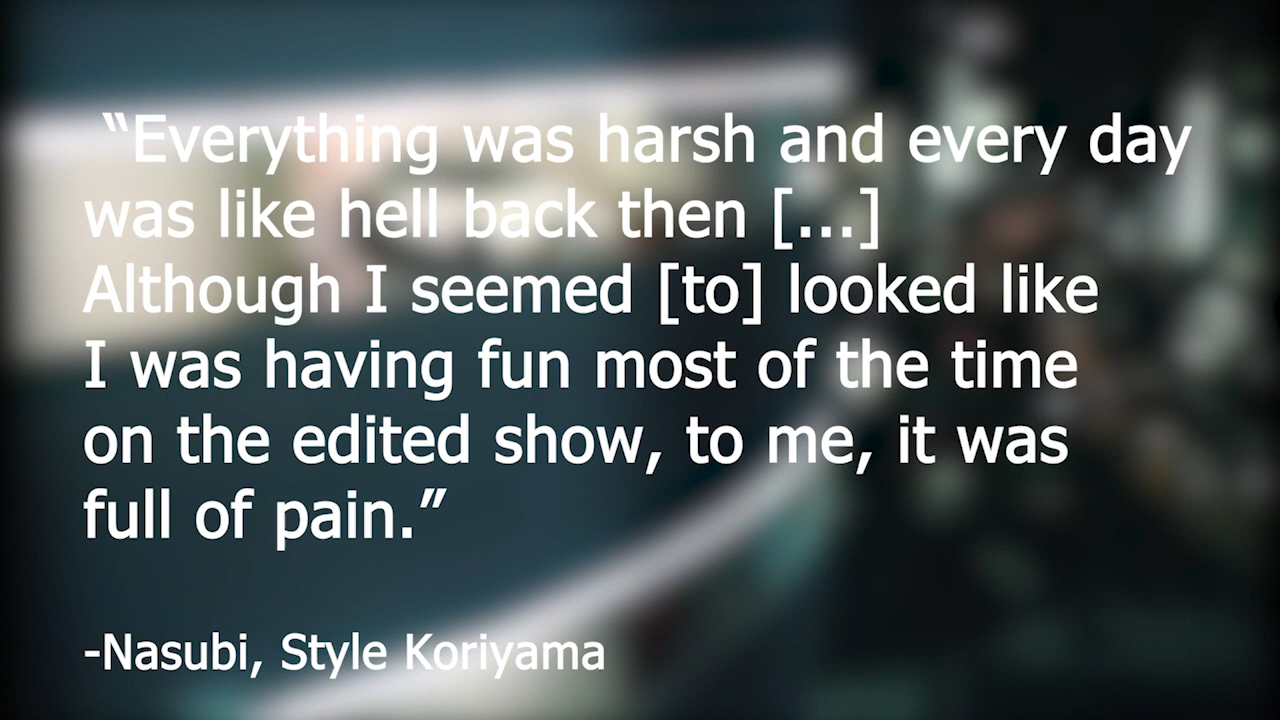 “Everything was harsh and every day
was like hell back then [...]
Although I seemed [to] looked like
I was having fun most of the time
on the edited show, to me, it was
full of pain.”
-Nasubi, Style Koriyama